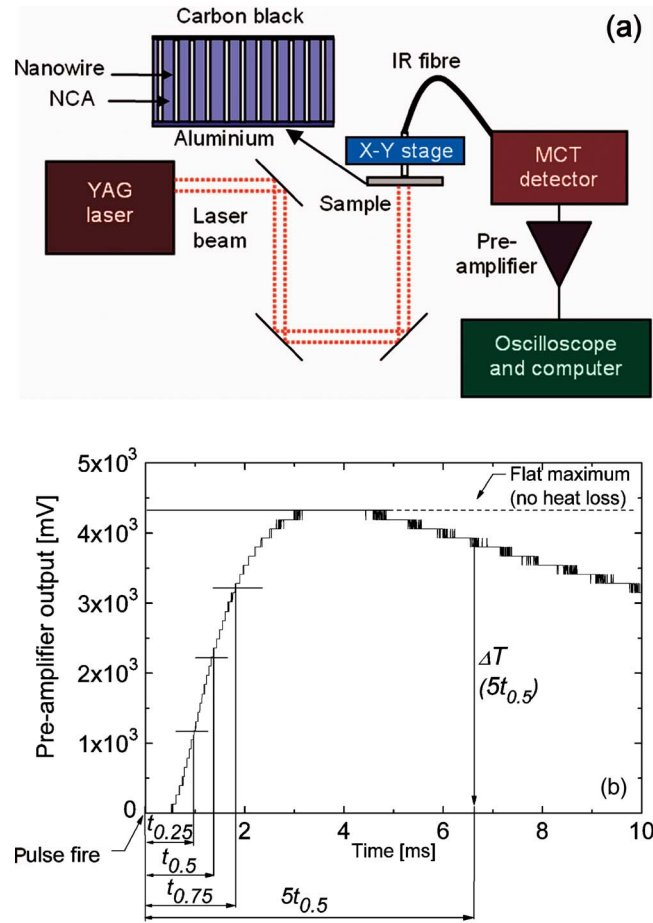 Carbon black
(a)
Nanowire
NCA
Aluminium
IR fibre
X-Y stage
MCT
detector
YAG
laser
Laser
beam
Sample
Pre-
amplifier
Oscilloscope
and computer
Pre-amplifier output [mV]
5x10³
4x10³
3x10³
2x10³
1x10³
0
Flat maximum
(no heat loss)
ΔT
(5t0.5)
(b)
2
4
6
8
10
Time [ms]
Pulse fire
t0.25
t0.5
t0.75
5t0.5